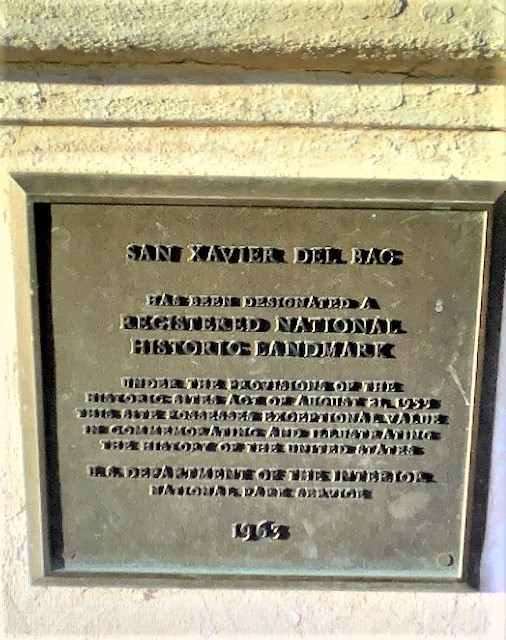 SAN XAVIER DEL BAC
HAS BEEN DESIGNATED A
REGISTERED NATIONAL
HISTORIC LANDMARK
UNDER THE PROVISIONS OF THE
HISTORIC SITES ACT OF AUGUST 21, 1935
THIS SITE POSSESSES EXCEPTIONAL VALUE
IN COMMEMORATING AND ILLUSTRATING
THE HISTORY OF THE UNITED STATES
U.S. DEPARTMENT OF THE INTERIOR
NATIONAL PARK SERVICE
1963